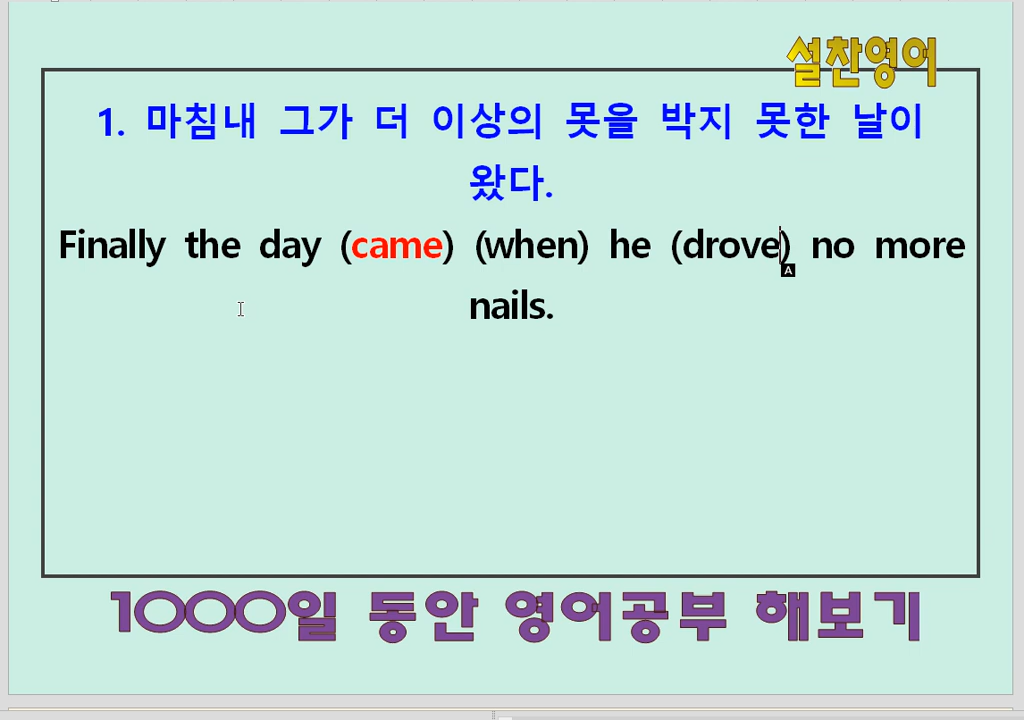 설찬영어
1. 마침내 그가 더 이상의 못을 박지 못한 날이
왔다.
Finally the day (came) (when) he (drove) no more
nails.
A
1000일 동안 영어공부 해보기